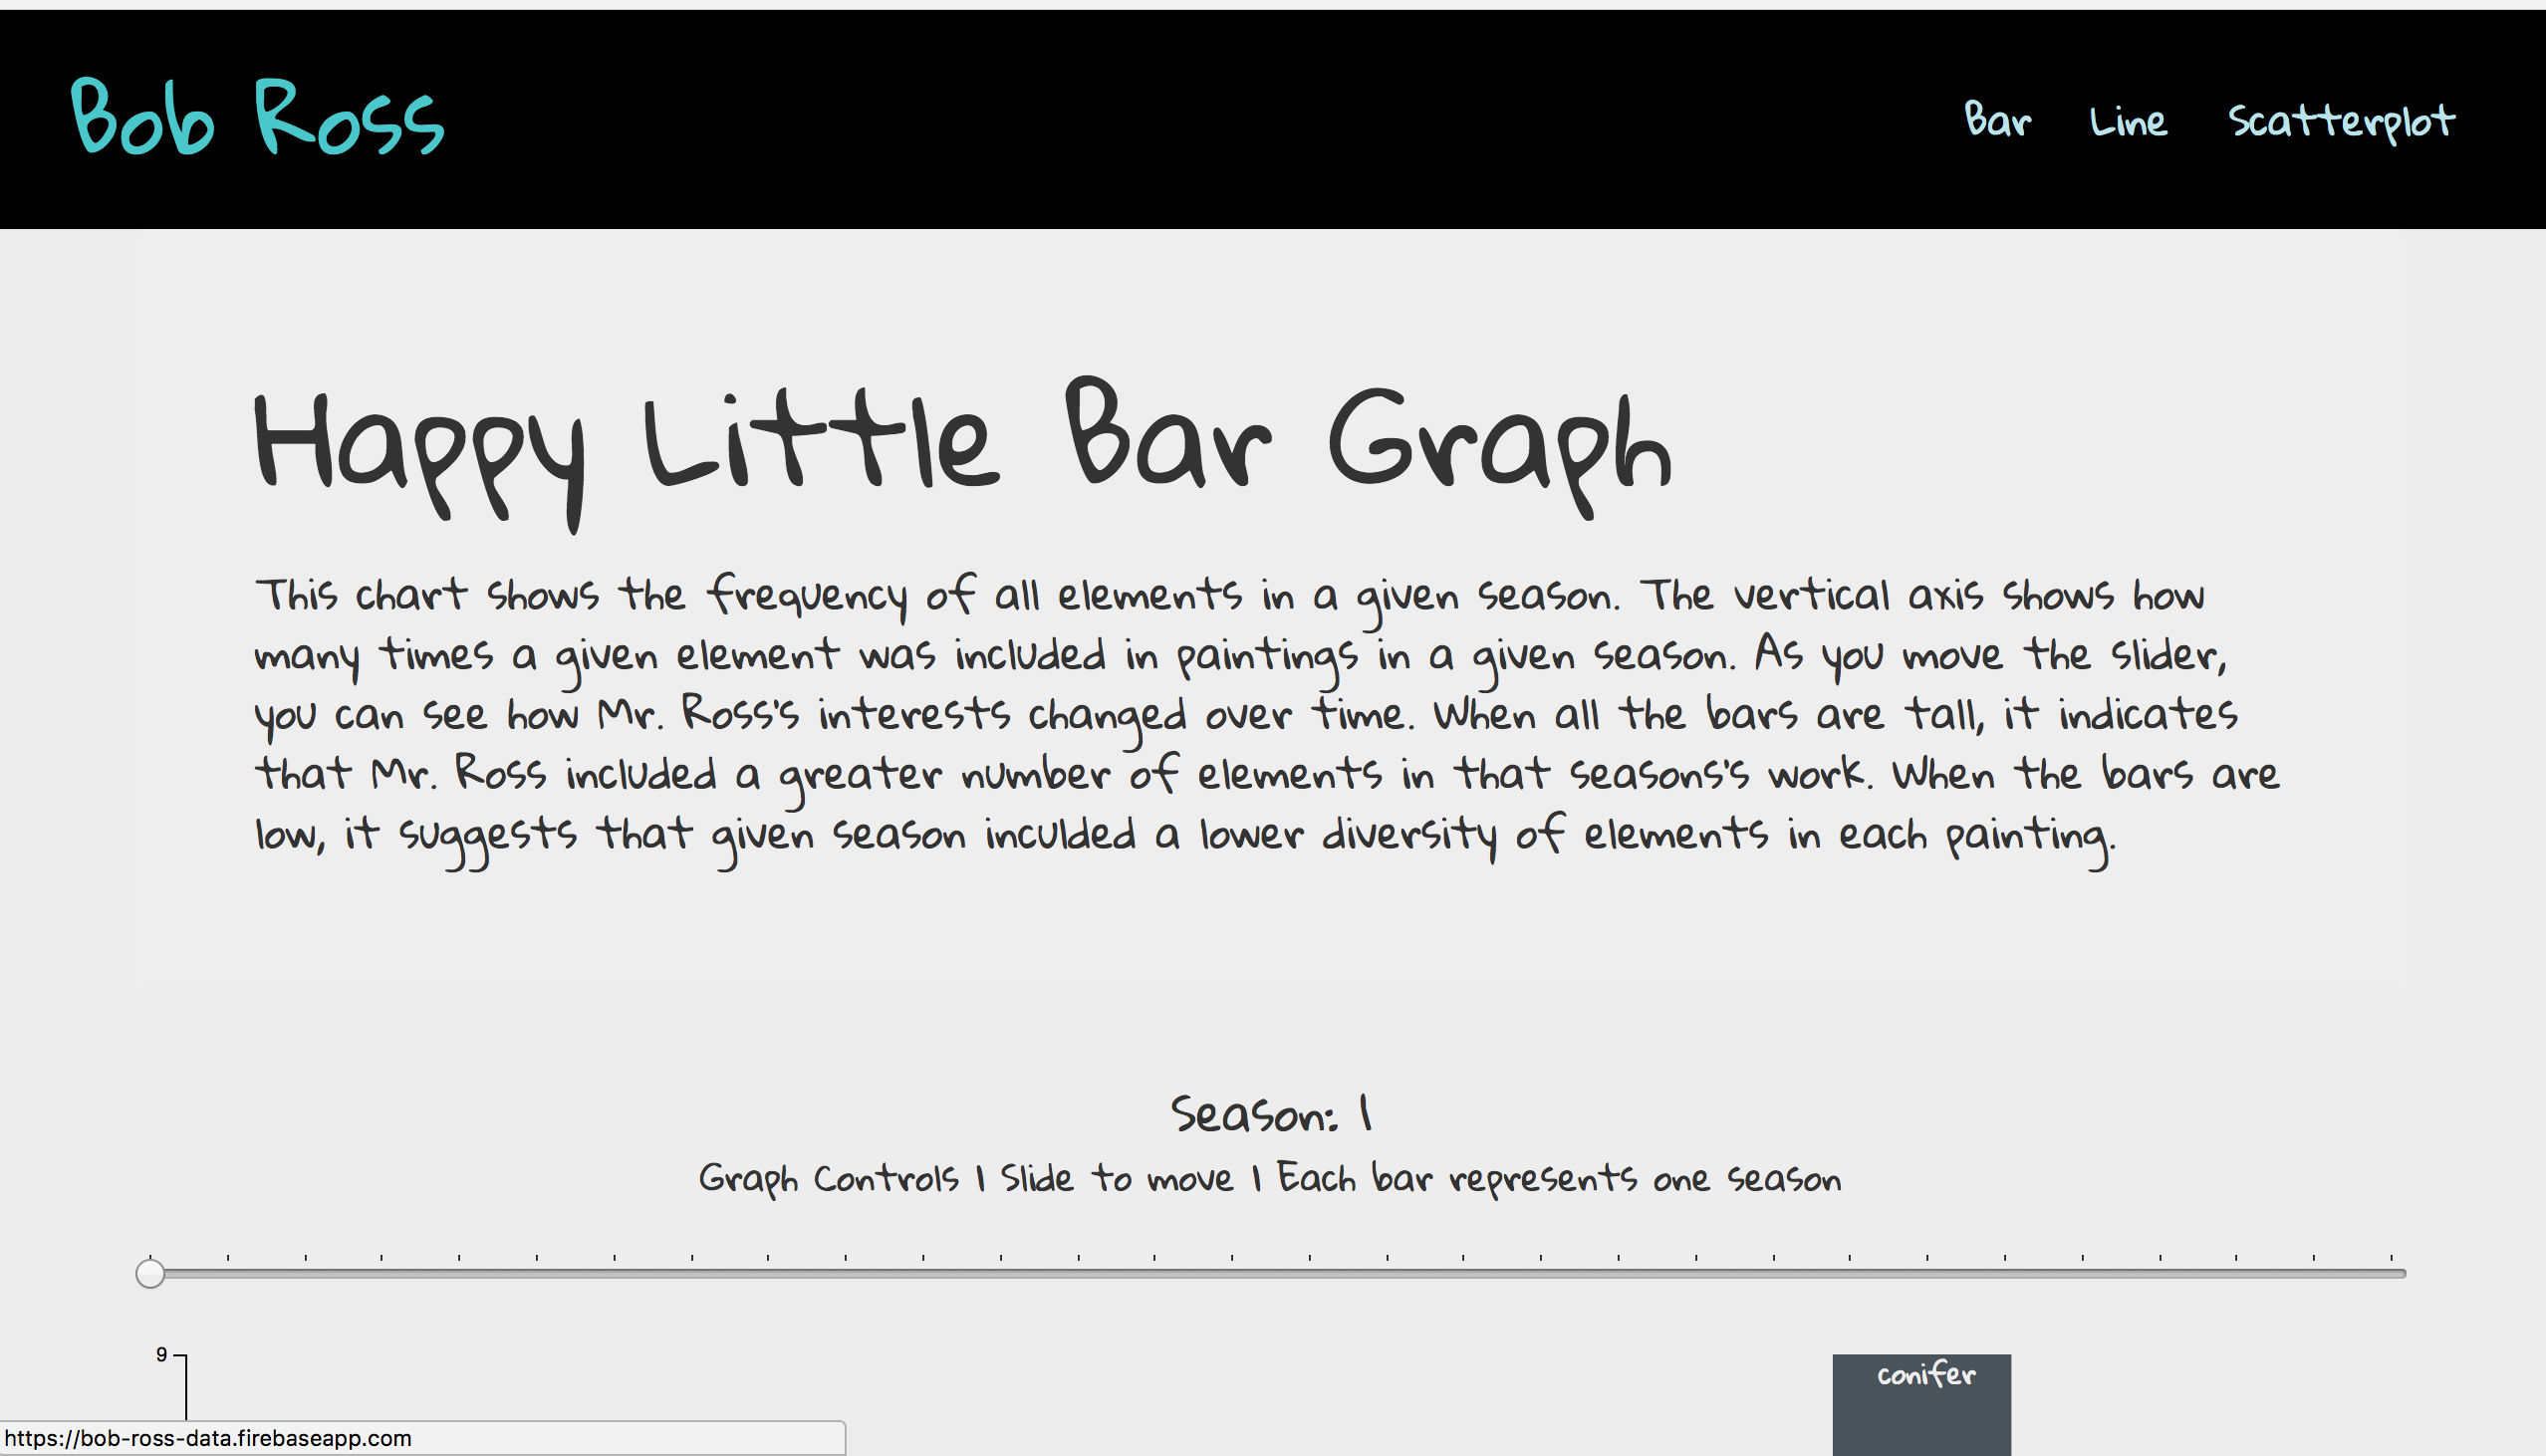 Bob Ross
Bar Line Scatterplot
Happy Little Bar Graph
This chart shows the frequency of all elements in a given season. The vertical axis shows how
many times a given element was included in paintings in a given season. As you move the slider,
you can see how Mr. Ross's interests changed over time. When all the bars are tall, it indicates
that Mr. Ross included a greater number of elements in that seasons's work. When the bars are
low, it suggests that given season inculded a lower diversity of elements in each painting.
Season: 1
Graph Controls | Slide to move | Each bar represents one season
9
conifer
https://bob-ross-data.firebaseapp.com